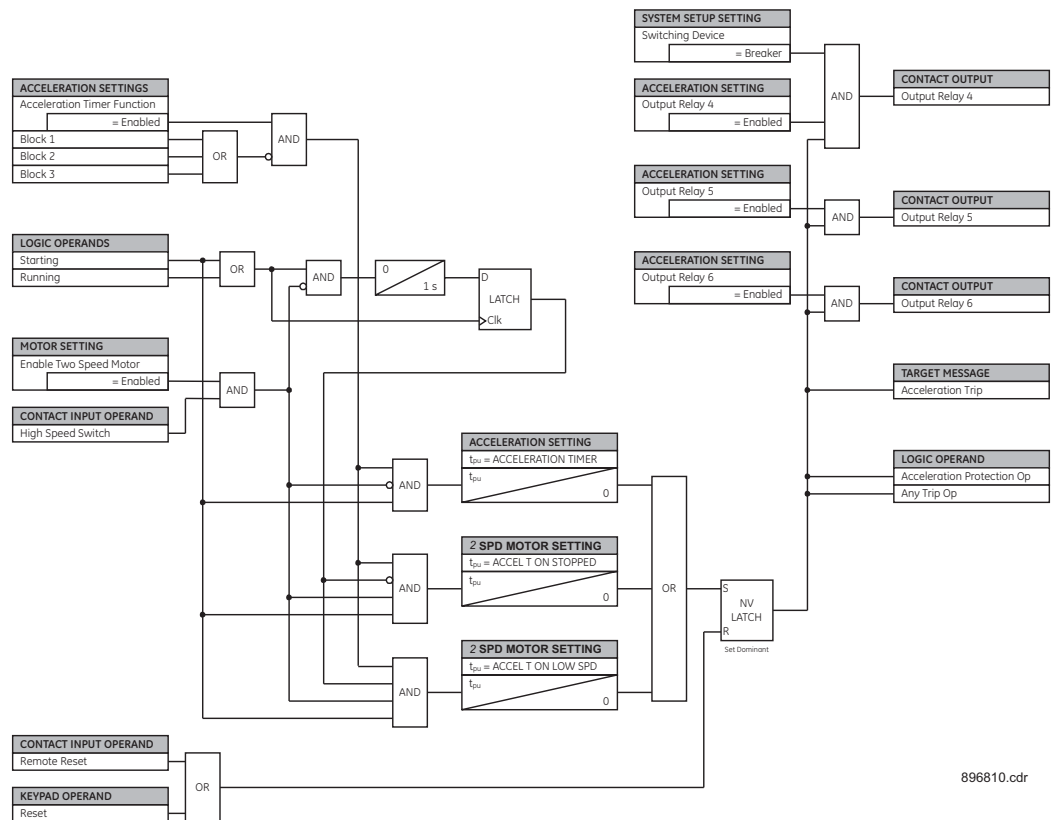 SYSTEM SETUP SETTING
Switching Device
= Breaker
ACCELERATION SETTING
Output Relay 4
= Enabled
AND
CONTACT OUTPUT
Output Relay 4
ACCELERATION SETTING
Output Relay 5
= Enabled
AND
CONTACT OUTPUT
Output Relay 5
ACCELERATION SETTING
Output Relay 6
= Enabled
AND
CONTACT OUTPUT
Output Relay 6
TARGET MESSAGE
Acceleration Trip
LOGIC OPERAND
Acceleration Protection Op
Any Trip Op
ACCELERATION SETTINGS
Acceleration Timer Function
= Enabled
Block 1
Block 2
Block 3
OR
AND
LOGIC OPERANDS
Starting
Running
OR
AND
0
1 s
D
LATCH
Clk
MOTOR SETTING
Enable Two Speed Motor
= Enabled
AND
CONTACT INPUT OPERAND
High Speed Switch
AND
ACCELERATION SETTING
tpu = ACCELERATION TIMER
tpu
0
AND
2 SPD MOTOR SETTING
tpu = ACCEL T ON STOPPED
tpu
0
AND
2 SPD MOTOR SETTING
tpu = ACCEL T ON LOW SPD
tpu
0
OR
S
NV
LATCH
R
Set Dominant
CONTACT INPUT OPERAND
Remote Reset
OR
KEYPAD OPERAND
Reset
896810.cdr